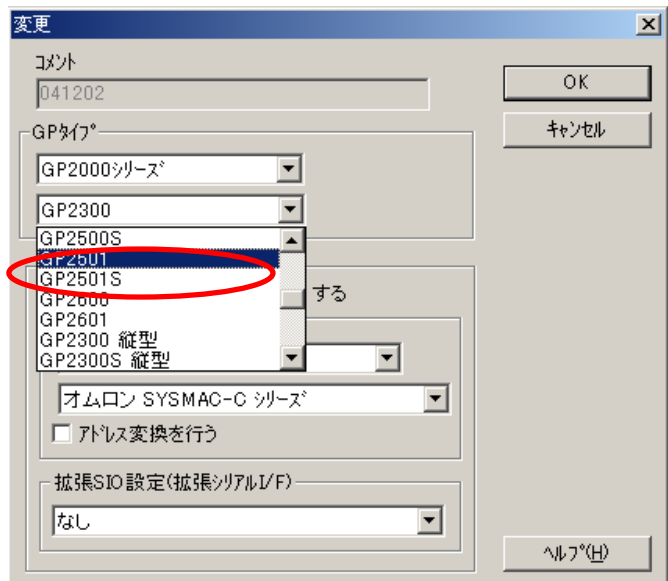 変更
コメント
041202
OK
キャンセル
GPタイプ
GP2000シリーズ
GP2300
GP2500S
GP2501
GP2501S
GP2600
する
GP2601
GP2300 縦型
GP2300S 縦型
オムロン SYSMAC-C シリーズ
アドレス変換を行う
拡張SIO設定(拡張シリアルI/F)
なし
ヘルプ(H)